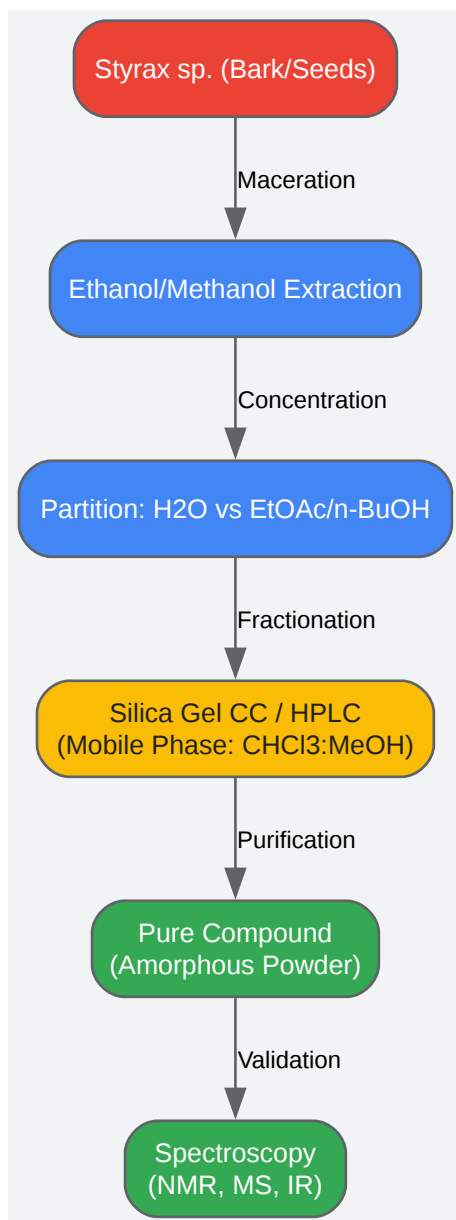 Styrax sp. (Bark/Seeds)
Maceration
Ethanol/Methanol Extraction
Concentration
Partition: H2O vs EtOAc/n-BuOH
Fractionation
Silica Gel CC / HPLC
(Mobile Phase: CHCl3:MeOH)
Purification
Pure Compound
(Amorphous Powder)
Validation
Spectroscopy
(NMR, MS, IR)